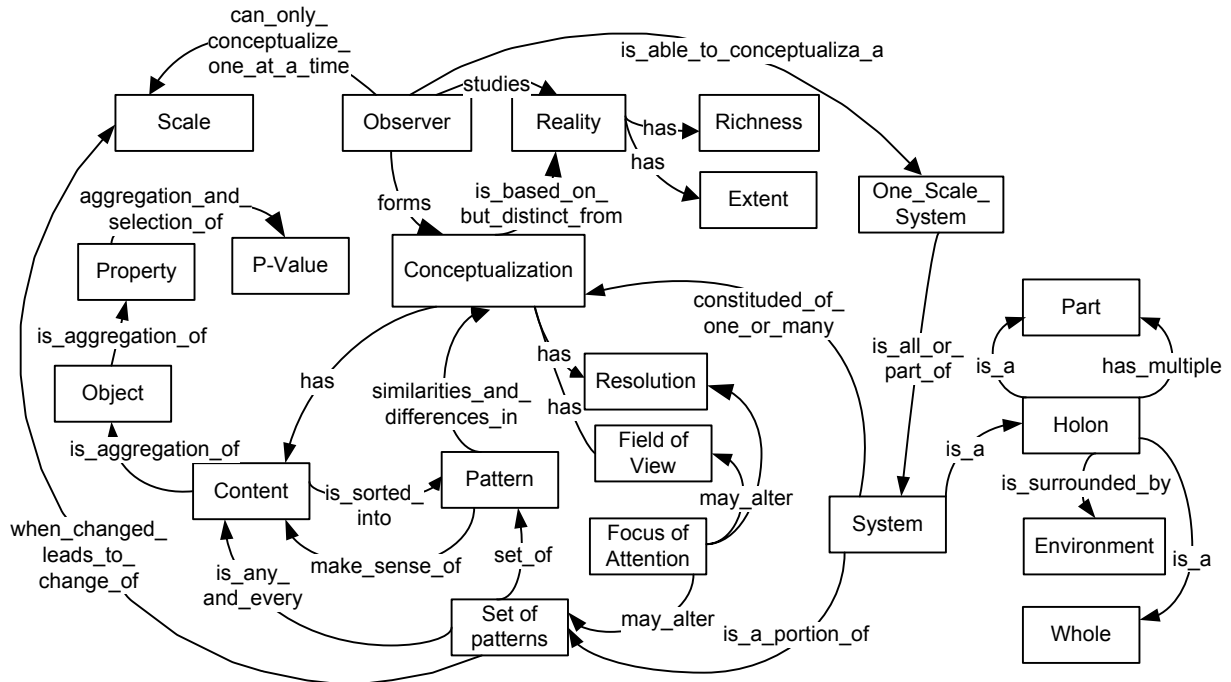 can_only_
conceptualize_
one_at_a_time
is_able_to_conceptualiza_a
studies
Scale
Observer
Reality
has
Richness
has
Extent
One_Scale_
System
aggregation_and_
selection_of
forms
is_based_on_
but_distinct_from
Property
P-Value
Conceptualization
constituded_of_
one_or_many
Part
is_aggregation_of
has
similarities_and_
differences_in
has
Resolution
has
is_all_or_
part_of
is_a
has_multiple
Object
Field of
View
Holon
is_aggregation_of
is_a
Content
is_sorted_
into
Pattern
may_alter
System
is_surrounded_by
when_changed_
leads_to_
change_of
is_any_
and_every
make_sense_of
set_of
Focus of
Attention
Environment
is_a
Set of
patterns
may_alter
is_a_portion_of
Whole